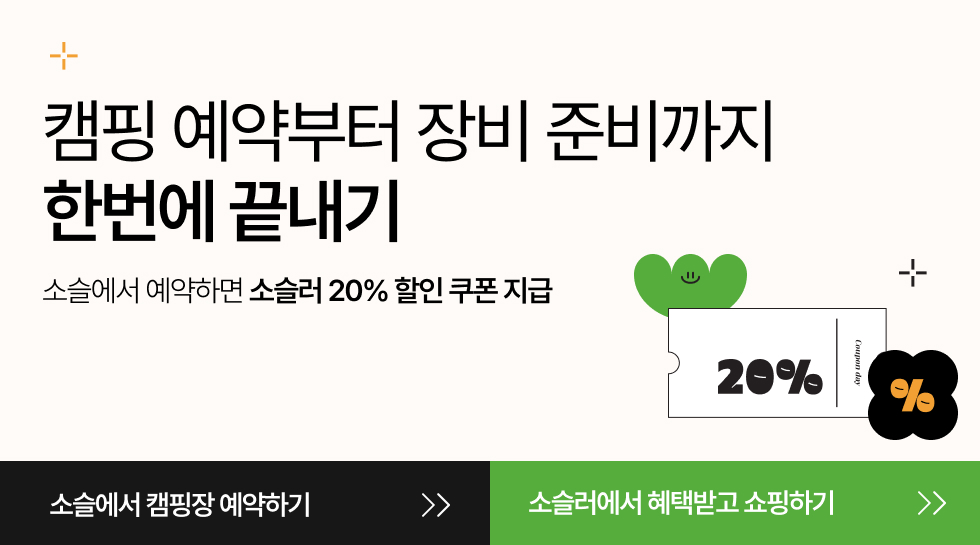 캠핑 예약부터 장비 준비까지
한번에 끝내기
소슬에서 예약하면 소슬러 20% 할인 쿠폰 지급
20%
Coupon day
%
소슬에서 캠핑장 예약하기
소슬러에서 혜택받고 쇼핑하기